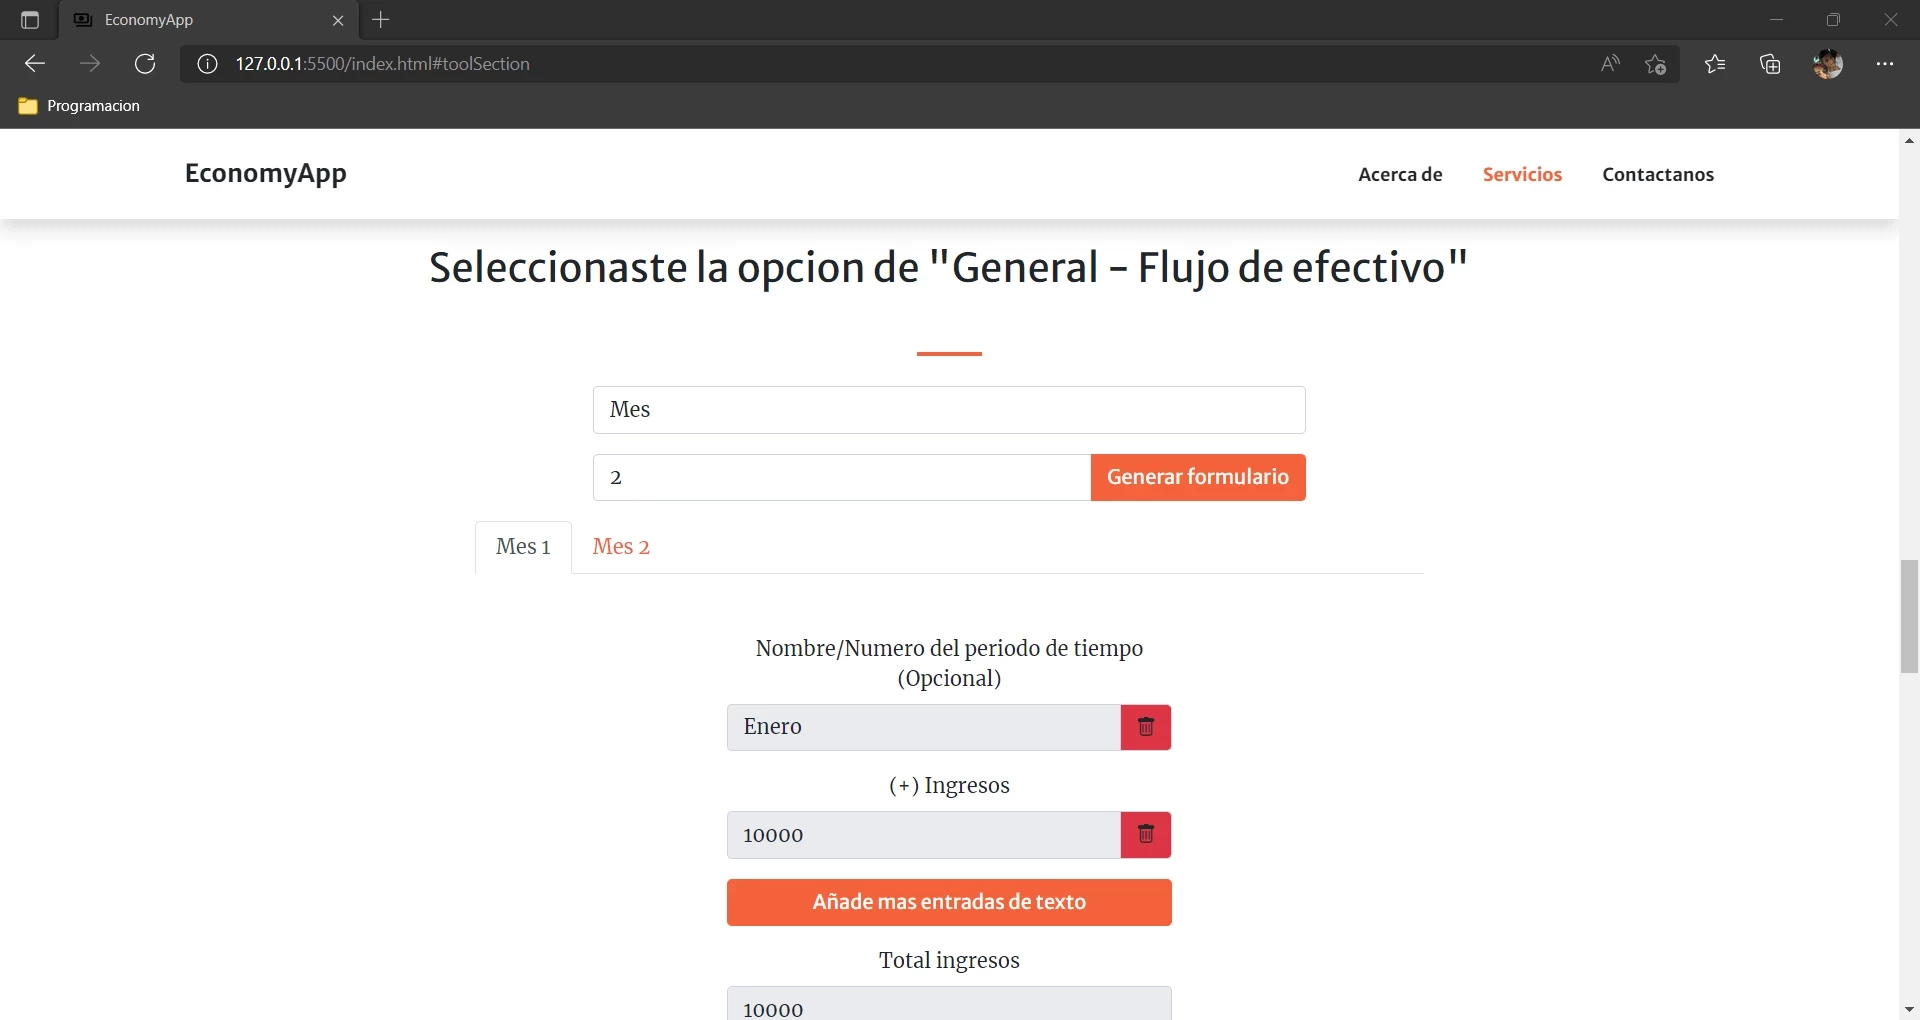 EconomyApp
127.0.0.1:5500/index.html#toolSection
Programacion
EconomyApp
Acerca de
Servicios
Contactanos
Seleccionaste la opcion de "General - Flujo de efectivo"
Mes
2
Generar formulario
Mes 1
Mes 2
Nombre/Numero del periodo de tiempo
(Opcional)
Enero
(+) Ingresos
10000
Añade mas entradas de texto
Total ingresos
10000